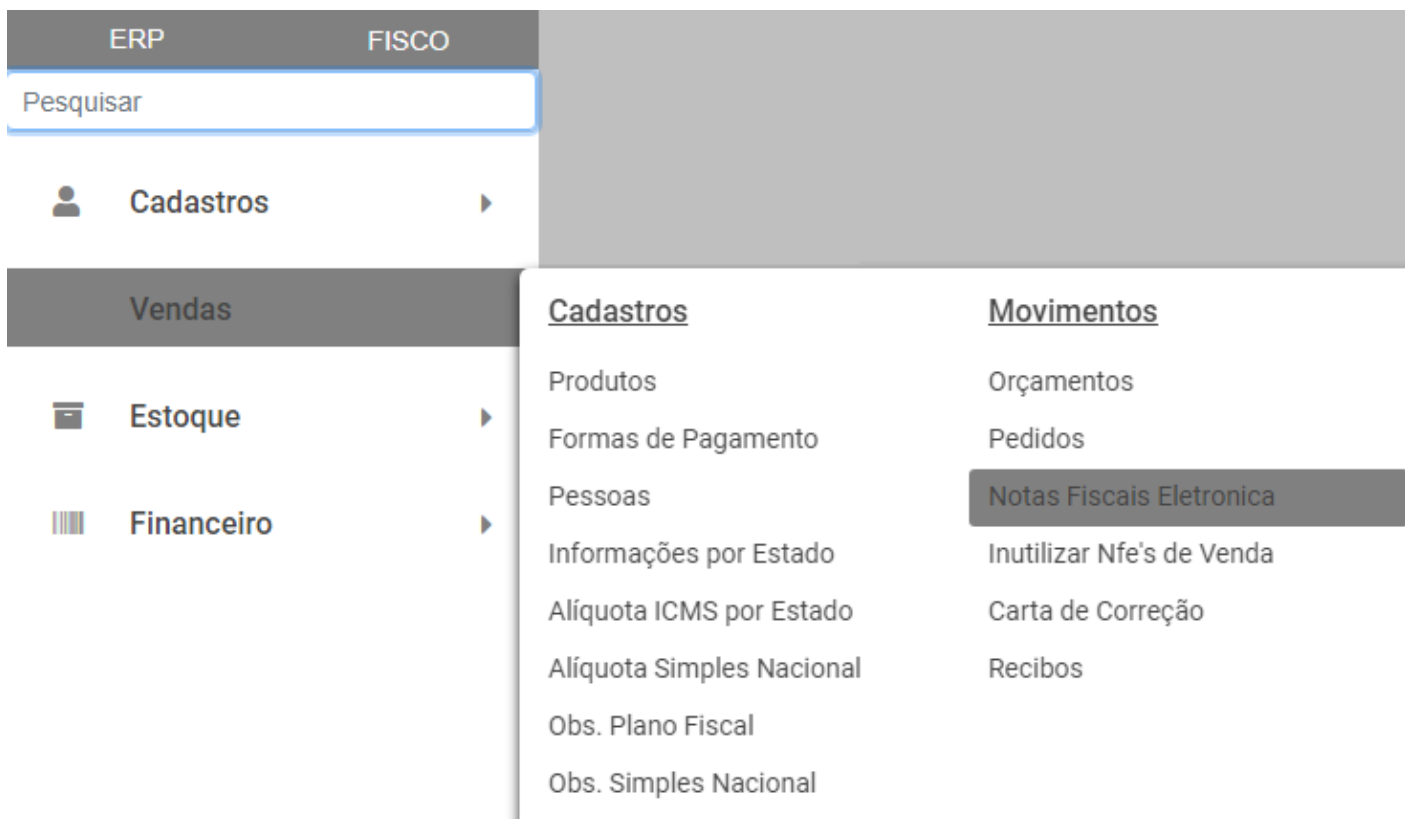 ERP FISCO
Pesquisar
Cadastros
Vendas
Estoque
Financeiro
Cadastros
Produtos
Formas de Pagamento
Pessoas
Informações por Estado
Alíquota ICMS por Estado
Alíquota Simples Nacional
Obs. Plano Fiscal
Obs. Simples Nacional
Movimentos
Orçamentos
Pedidos
Notas Fiscais Eletronica
Inutilizar Nfe's de Venda
Carta de Correção
Recibos